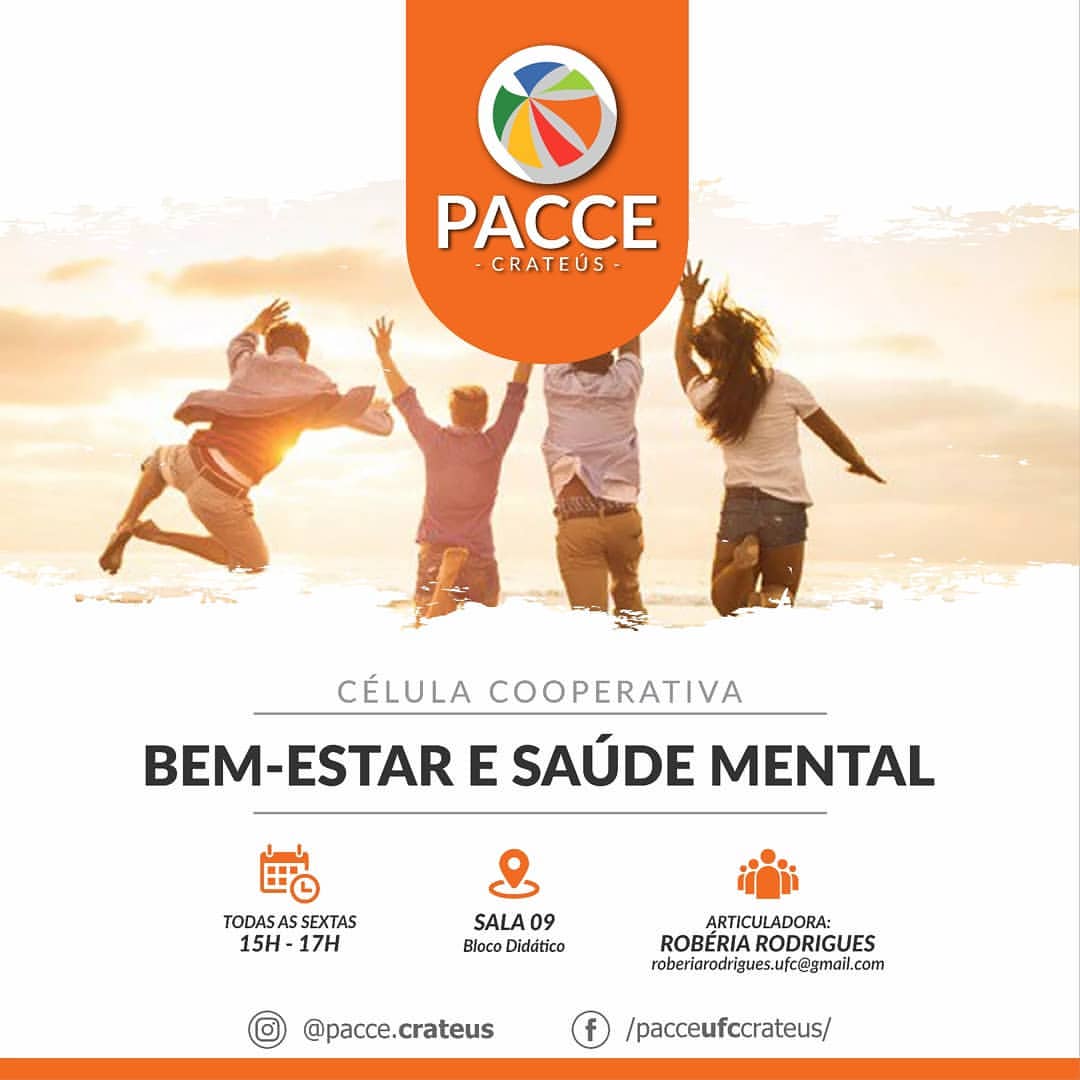 PACCE
- CRATEÚS -
CÉLULA COOPERATIVA
BEM-ESTAR E SAÚDE MENTAL
TODAS AS SEXTAS
15H - 17H
SALA 09
Bloco Didático
ARTICULADORA:
ROBÉRIA RODRIGUES
roberiarodrigues.ufc@gmail.com
@pacce.crateus
/pacceufccrateus/